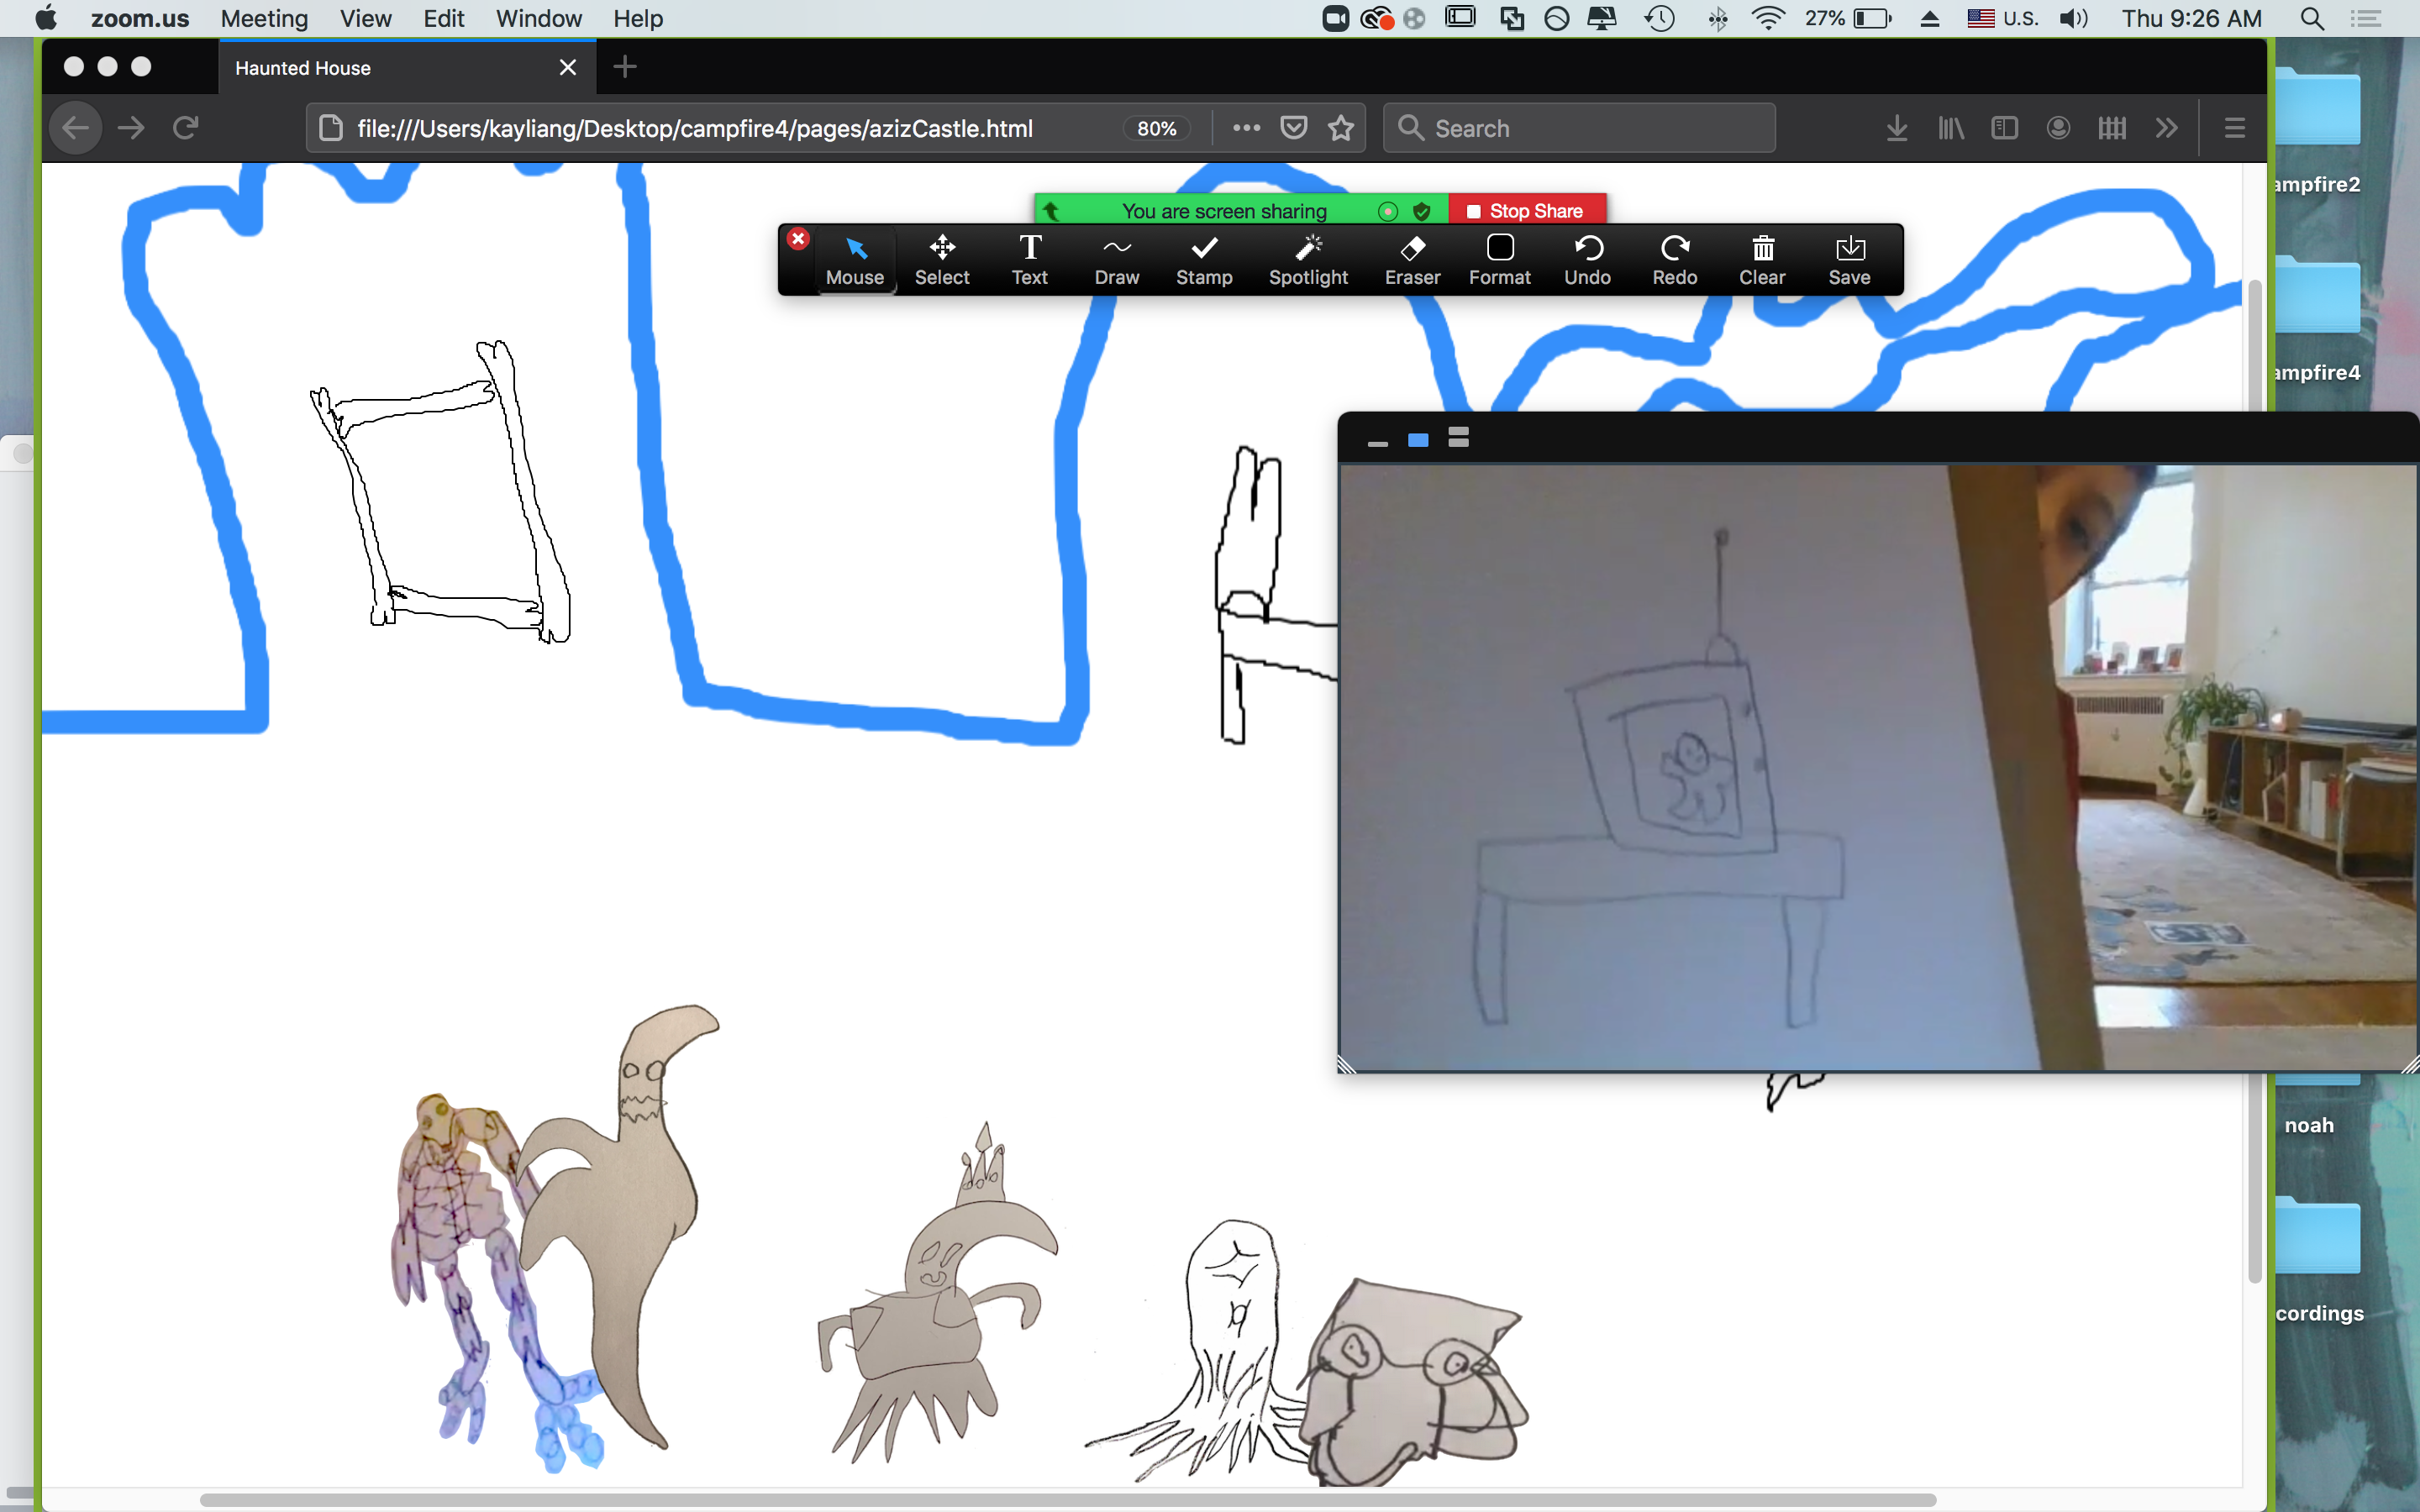 zoom.us Meeting View Edit Window Help 27% U.S. Thu 9:26 AM
Haunted House
file:///Users/kayliang/Desktop/campfire4/pages/azizCastle.html 80% Search
You are screen sharing Stop Share
Mouse Select Text Draw Stamp Spotlight Eraser Format Undo Redo Clear Save
ampfire2
ampfire4
noah
cordings